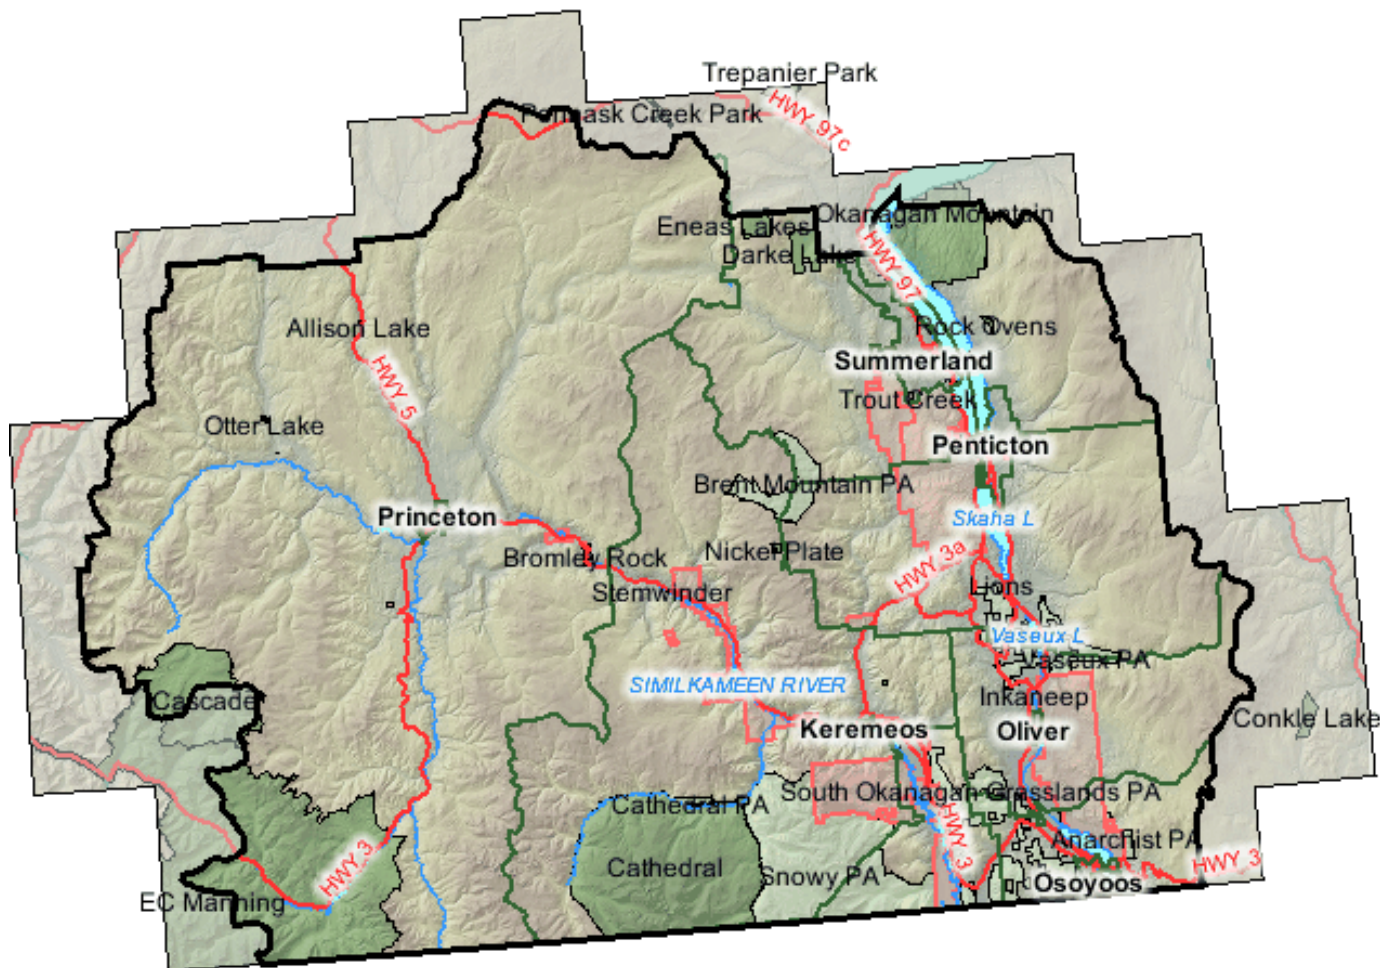 Trepanier Park
Pennask Creek Park
HWY 97c
Okanagan Mountain
Eneas Lakes
Darke Lake
HWY 97
Allison Lake
Rock Ovens
Summerland
HWY 5
Trout Creek
Otter Lake
Penticton
Brent Mountain PA
Princeton
Skaha L
Bromley Rock
Nickel Plate
HWY 3a
Stemwinder
Lions
Vaseux L
Vaseux PA
SIMILKAMEEN RIVER
Cascade
Inkaneep
Conkle Lake
Keremeos
Oliver
South Okanagan Grasslands PA
Cathedral PA
HWY 3
Anarchist PA
HWY 3
Cathedral
HWY 3
Snowy PA
Osoyoos
EC Manning